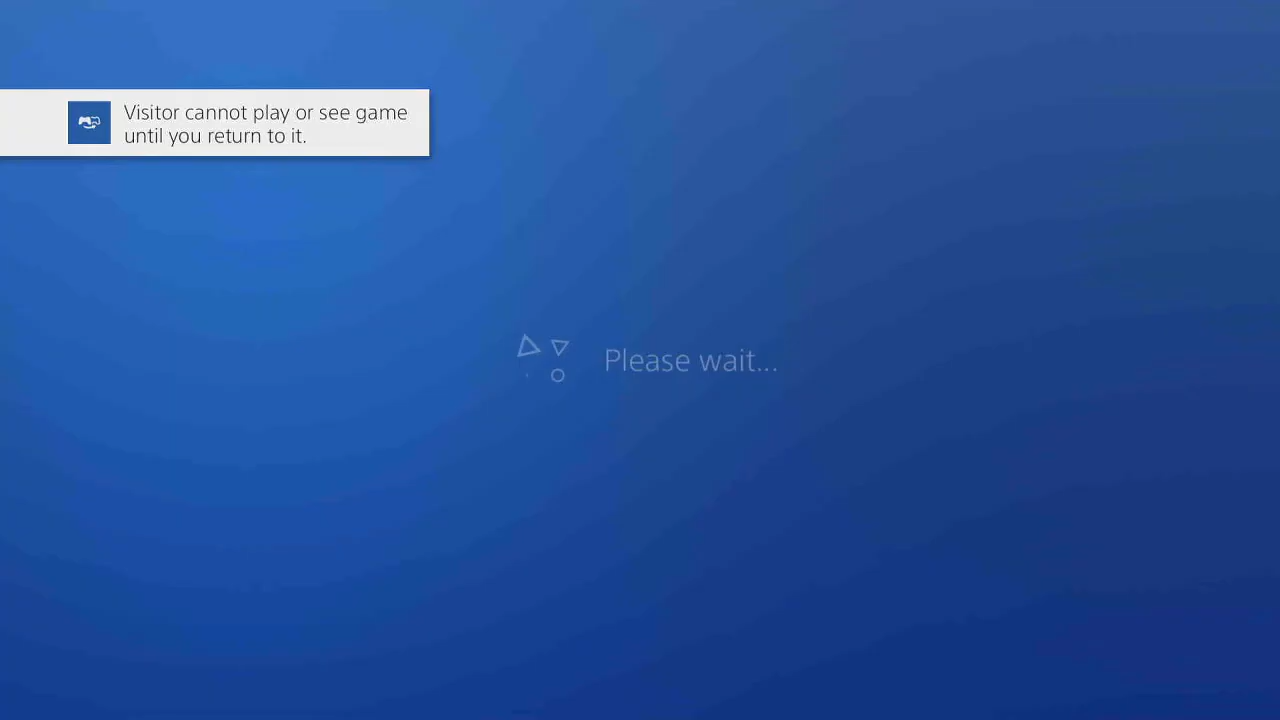 Visitor cannot play or see game
until you return to it.
Please wait...